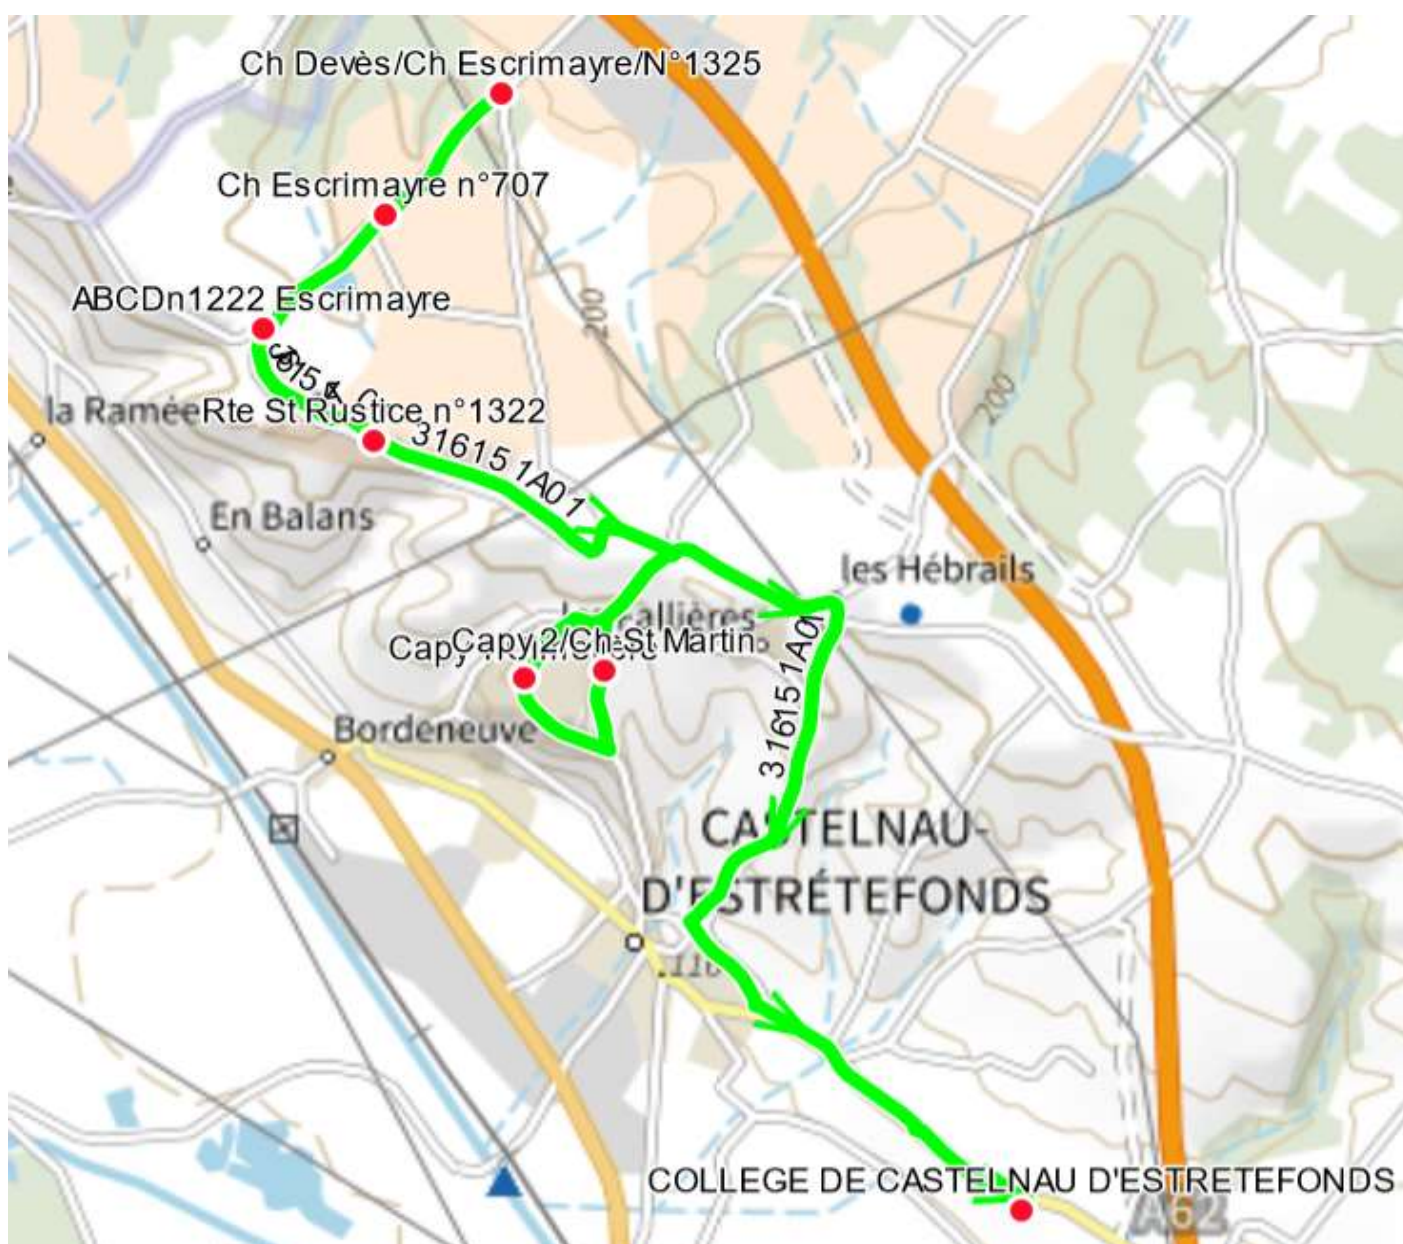 Ch Devès/Ch Escrimayre/N°1325
Ch Escrimayre n°707
200
ABCDn1222 Escrimayre
la Ramée
Rte St Rustice n°1322
200
31615 1A01
En Balans
les Hébrails
Capy 2/Ch St Martin
31615 1A01
Bordeneuve
CASTELNAU-
D'ESTRÉTEFONDS
COLLEGE DE CASTELNAU D'ESTRETEFONDS
A62